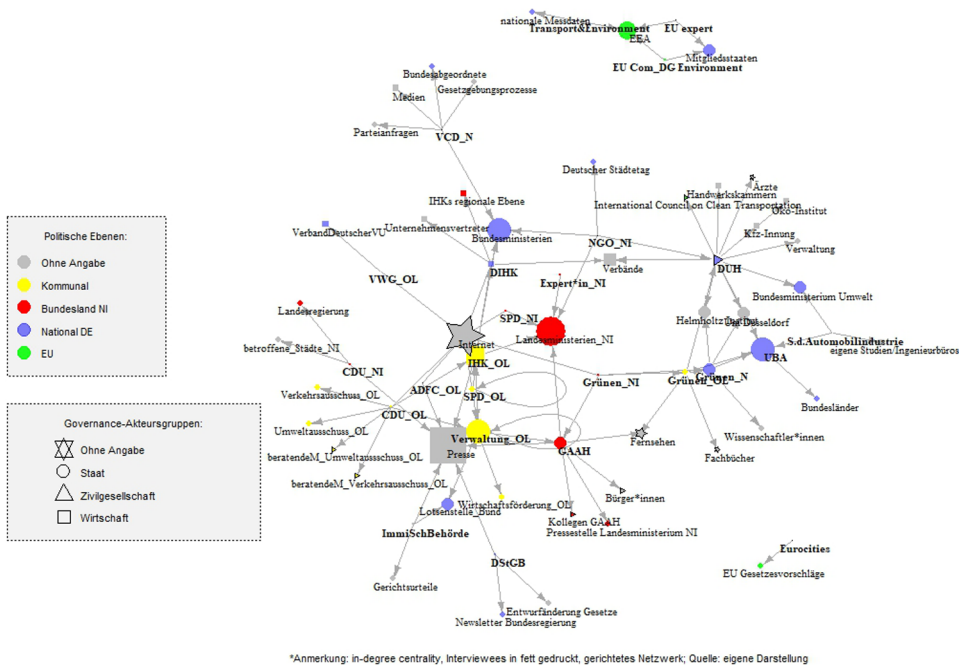 nationale Messdaten
Transport&Environment
EU expert
EEA
Mitgliedsstaaten
EU Com_DG Environment
Bundesabgeordnete
Gesetzgebungsprozesse
Medien
Parteianfragen
VCD_N
Deutscher Städtetag
Ärzte
Handwerkskammern
International Council on Clean Transportation
Öko-Institut
IHKs regionale Ebene
Unternehmensvertreter
VerbandDeutscherVU
Kfz-Innung
Bundesministerien
NGO_NI
Verwaltung
Verbände
DUH
DIHK
VWG_OL
Expert*in_NI
Bundesministerium Umwelt
Landesregierung
SPD_NI
Helmholtz
Düsseldorf
Landesministerien_NI
Internet
S.d.Automobilindustrie
betroffene_Städte_NI
eigene Studien/Ingenieurbüros
UBA
IHK_OL
CDU_NI
Grünen_N
Grünen_NI
Grünen_OL
ADFC_OL
Verkehrsausschuss_OL
SPD_OL
CDU_OL
Bundesländer
Umweltausschuss_OL
Verwaltung_OL
Wissenschaftler*innen
Fernsehen
GAAH
Presse
beratendeM_Umweltaussschuss_OL
Fachbücher
beratendeM_Verkehrsausschuss_OL
Bürger*innen
Wirtschaftsförderung_OL
Lotsenstelle_Bund
Kollegen GAAH
Pressestelle Landesministerium NI
ImmiSchBehörde
Eurocities
DStGB
EU Gesetzesvorschläge
Gerichtsurteile
Entwurfänderung Gesetze
Newsletter Bundesregierung
Politische Ebenen:
Ohne Angabe
Kommunal
Bundesland NI
National DE
EU
Governance-Akteursgruppen:
Ohne Angabe
Staat
Zivilgesellschaft
Wirtschaft
*Anmerkung: in-degree centrality, Interviewees in fett gedruckt, gerichtetes Netzwerk; Quelle: eigene Darstellung